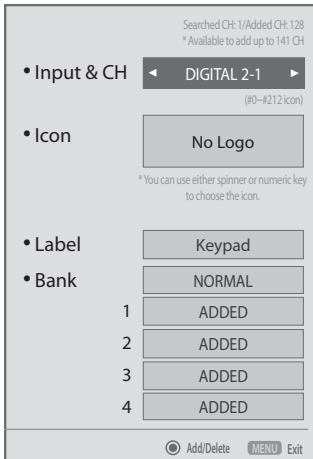 Searched CH: 1/Added CH: 128
* Available to add up to 141 CH
• Input & CH ◄ DIGITAL 2-1 ►
(#0~#212 icon)
• Icon No Logo
* You can use either spinner or numeric key
to choose the icon.
• Label Keypad
• Bank NORMAL
1 ADDED
2 ADDED
3 ADDED
4 ADDED
◉ Add/Delete MENU Exit